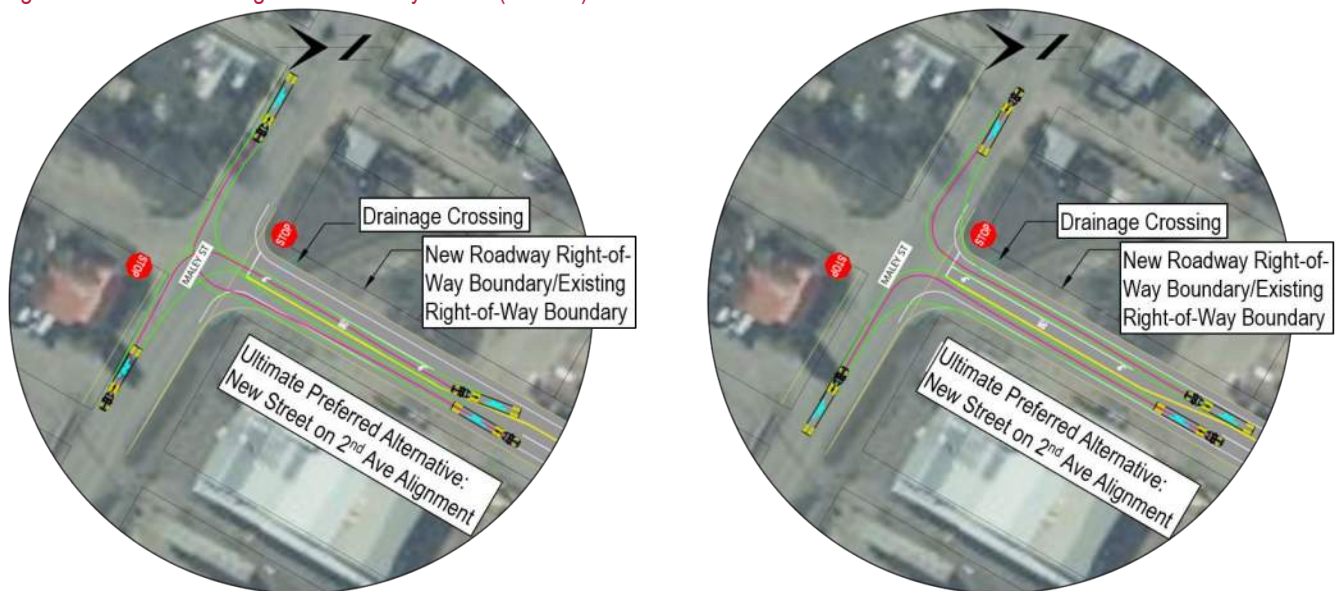 STOP
STOP
MALEY ST
Drainage Crossing
New Roadway Right-of-
Way Boundary/Existing
Right-of-Way Boundary
Ultimate Preferred Alternative:
New Street on 2nd Ave Alignment
STOP
STOP
MALEY ST
Drainage Crossing
New Roadway Right-of-
Way Boundary/Existing
Right-of-Way Boundary
Ultimate Preferred Alternative:
New Street on 2nd Ave Alignment